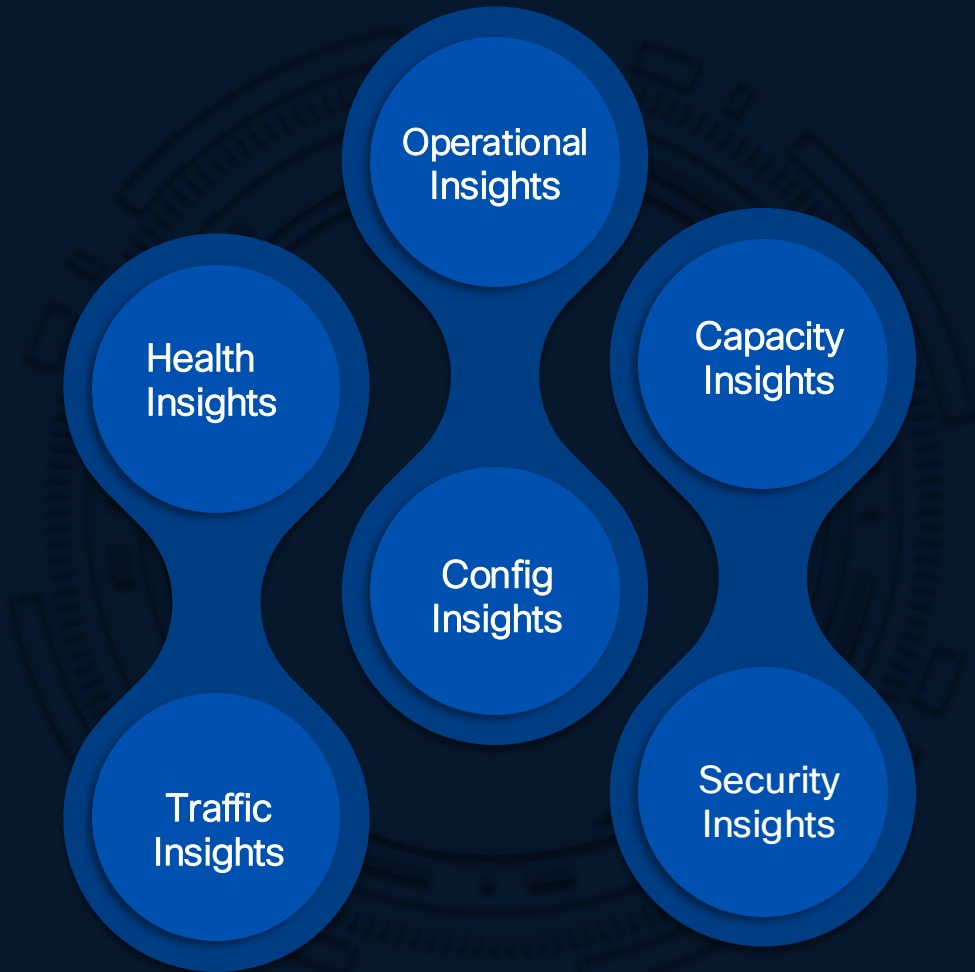 Operational
Insights
Health
Insights
Capacity
Insights
Config
Insights
Traffic
Insights
Security
Insights